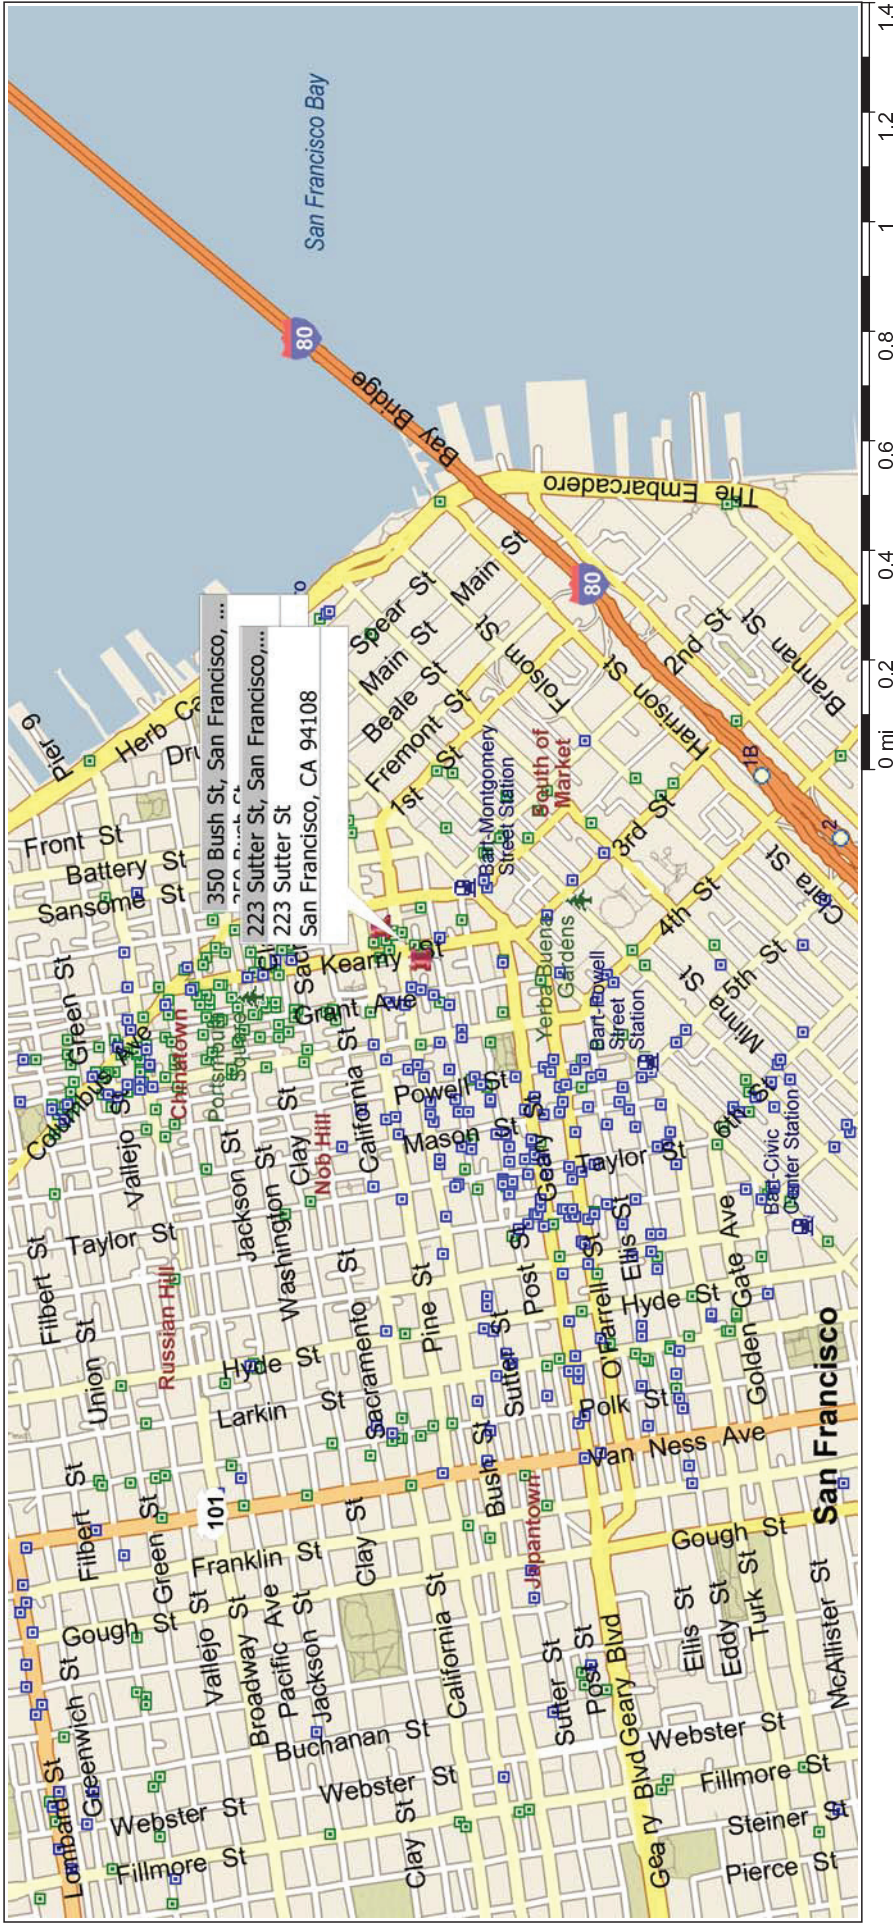 San Francisco Bay
80
Bay Bridge
Pier 9
Herb Ca
Dru
Front St
Battery St
Sansome St
350 Bush St, San Francisco, ...
223 Sutter St, San Francisco,...
223 Sutter St
San Francisco, CA 94108
Spear St
Main St
Main St
Beale St
Fremont St
1st St
Folsom St
Harrison St
80
The Embarcadero
2nd St
Brannan St
Bart-Montgomery
Street Station
South of
Market
3rd St
1B
2
4th St
Clara St
Yerba Buena
Gardens
Bart-Powell
Street
Station
5th St
Minna St
6th St
Bart-Civic
Center Station
Kearny St
Grant Ave
Green St
Columbus Ave
Chinatown
Portsmouth
Square
Vallejo St
Jackson St
Washington St
Clay St
Nob Hill
California St
Powell St
Mason St
Geary St
Taylor St
Taylor St
Filbert St
Union St
Russian Hill
Hyde St
Larkin St
Sacramento St
Pine St
Post St
Sutter St
Bush St
O'Farrell St
Ellis St
Hyde St
Golden Gate Ave
Polk St
Van Ness Ave
San Francisco
101
Filbert St
Green St
Franklin St
Clay St
Japantown
Gough St
Gough St
Vallejo St
Broadway St
Pacific Ave
Jackson St
California St
Sutter St
Post St
Geary Blvd
Ellis St
Eddy St
Turk St
McAllister St
Greenwich St
Lombard St
Buchanan St
Webster St
Webster St
Webster St
Fillmore St
Fillmore St
Clay St
Geary Blvd
Steiner St
Pierce St
0 mi 0.2 0.4 0.6 0.8 1 1.2 1.4